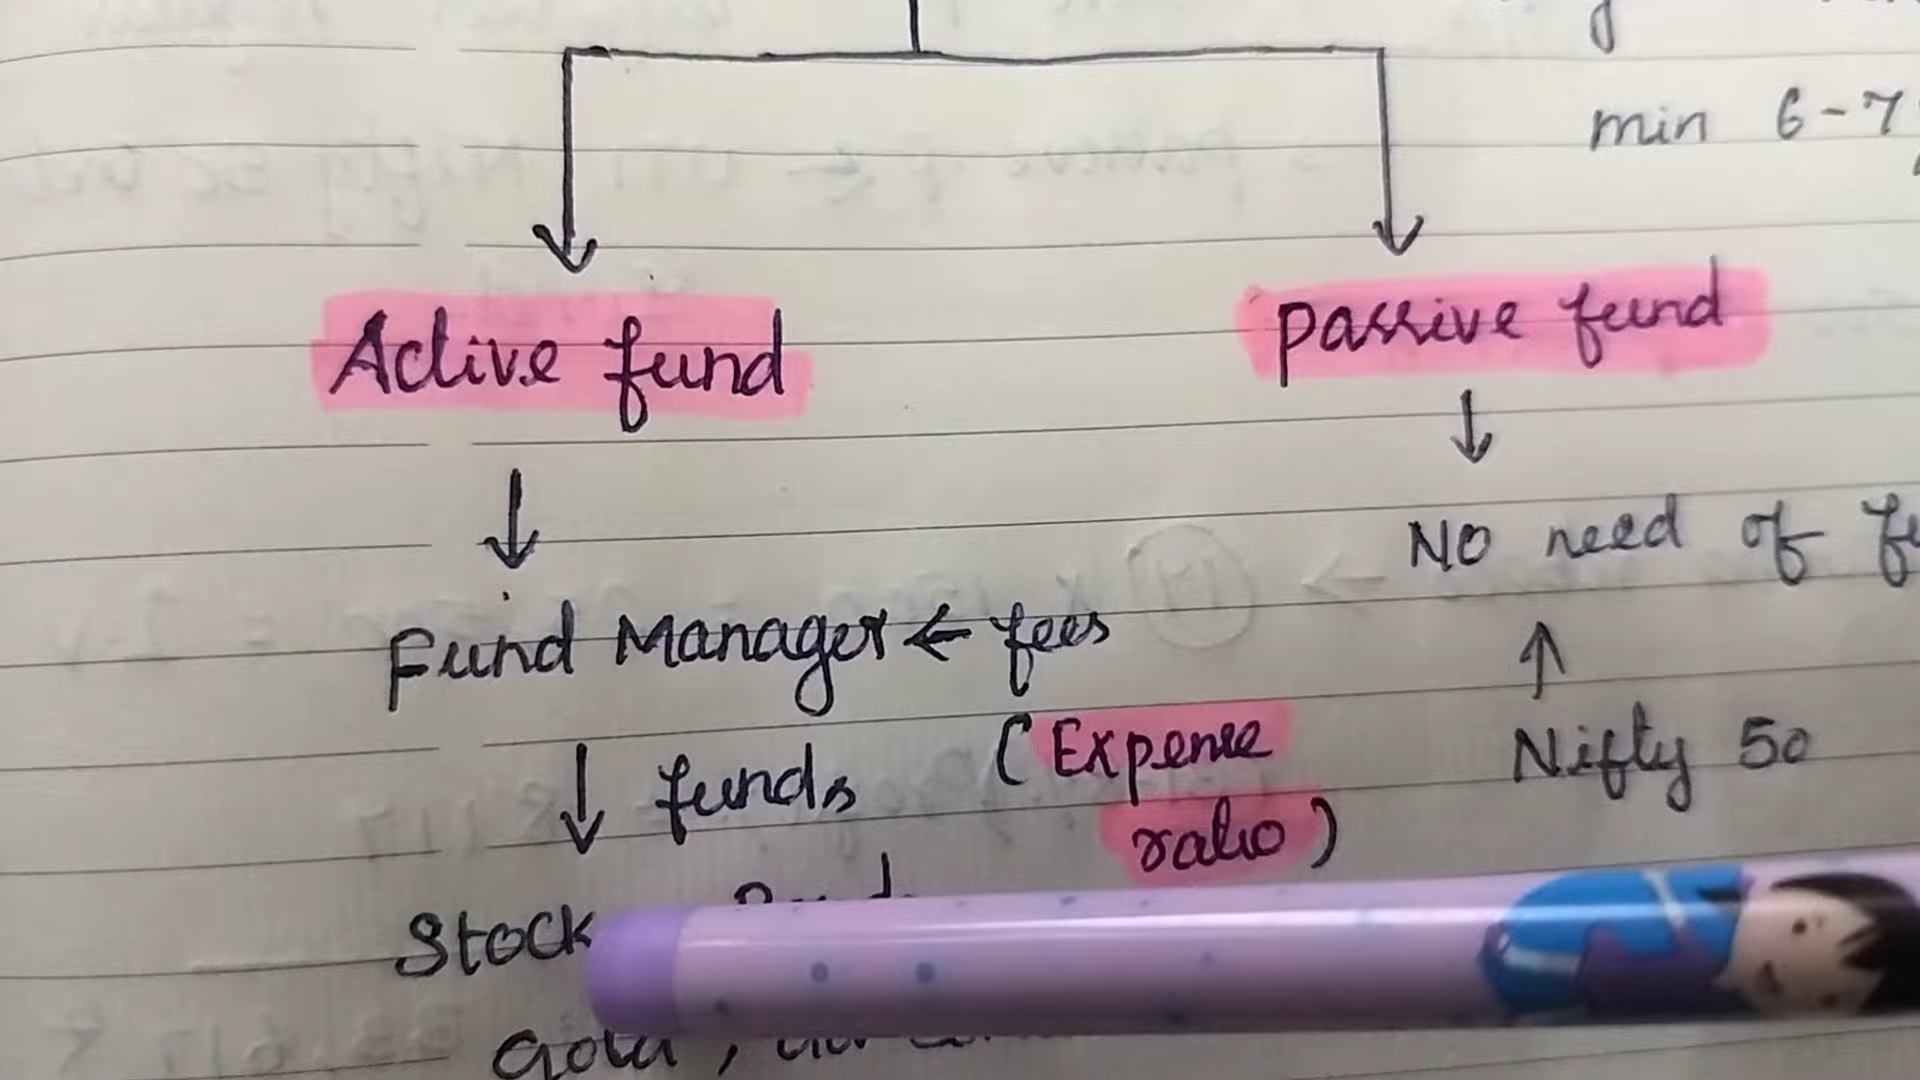 min 6-7
Active fund
passive fund
NO need of
Fund Manager ← fees
(Expense
ratio)
funds
Nifty 50
Stock
Gold,